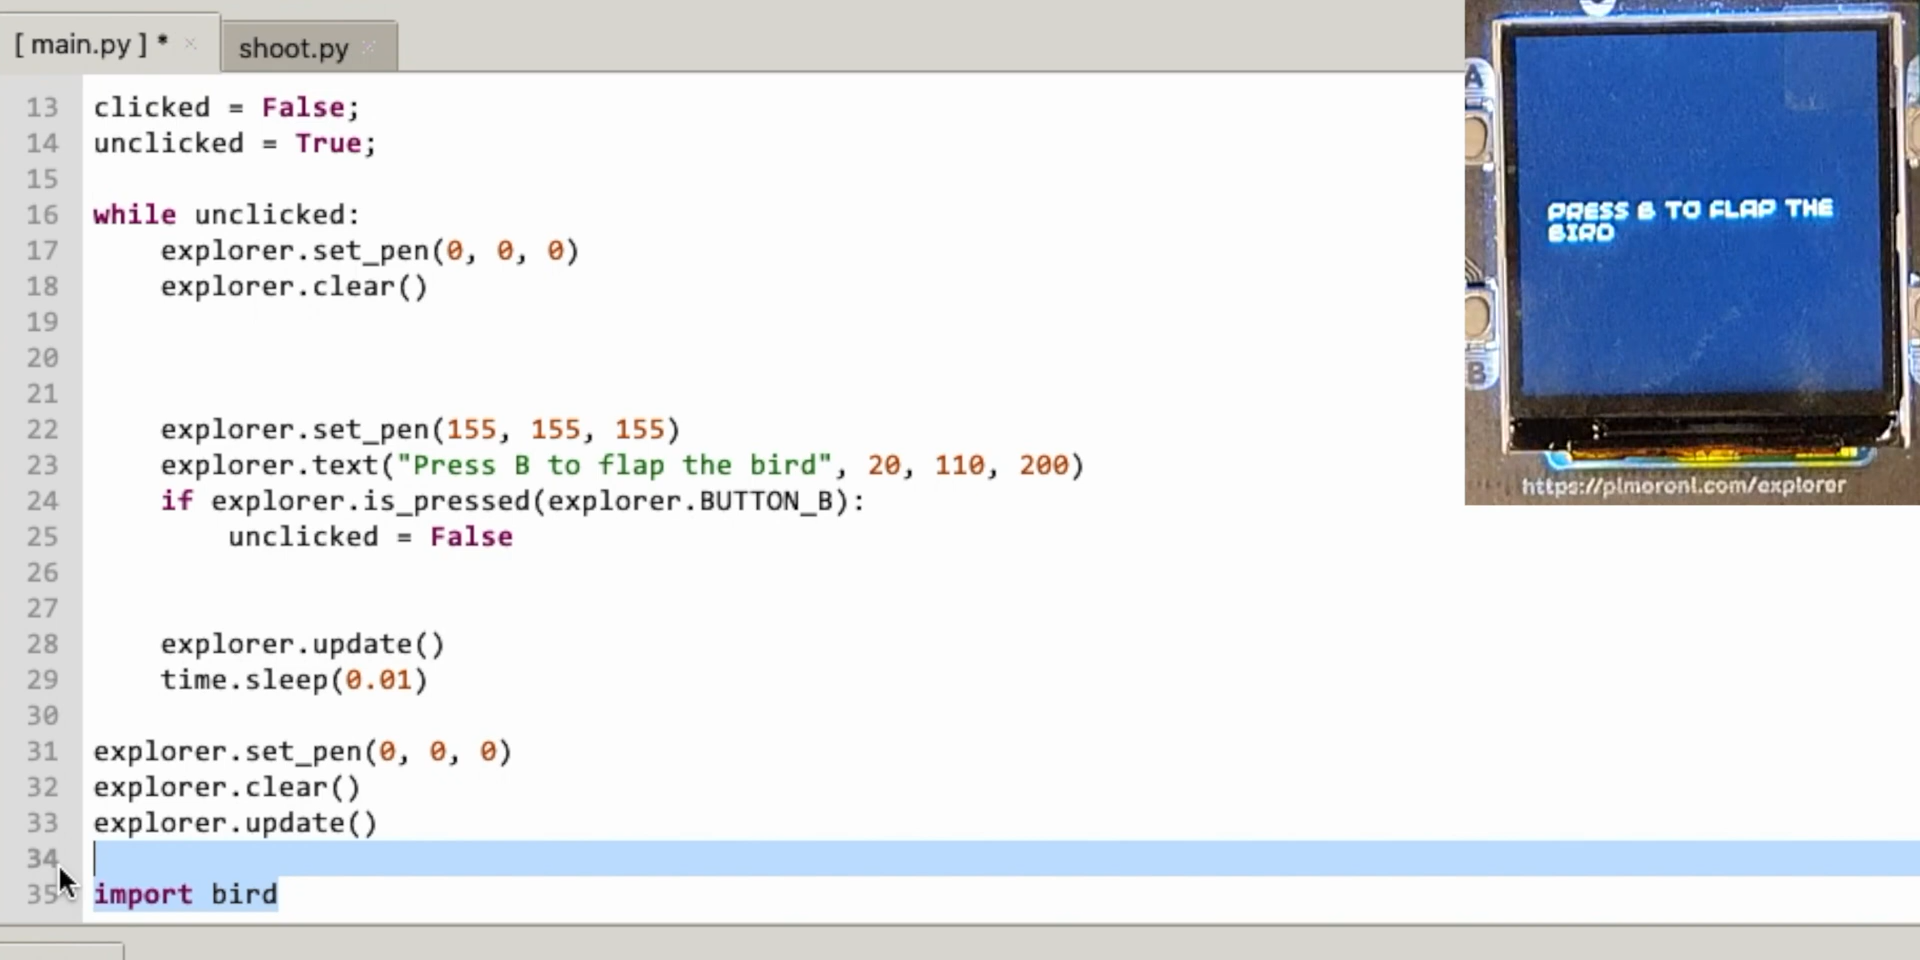 [ main.py ] *
shoot.py
13 clicked = False;
14 unclicked = True;
15
16 while unclicked:
17 explorer.set_pen(0, 0, 0)
18 explorer.clear()
19
20
21
22 explorer.set_pen(155, 155, 155)
23 explorer.text("Press B to flap the bird", 20, 110, 200)
24 if explorer.is_pressed(explorer.BUTTON_B):
25 unclicked = False
26
27
28 explorer.update()
29 time.sleep(0.01)
30
31 explorer.set_pen(0, 0, 0)
32 explorer.clear()
33 explorer.update()
34
35 import bird
A
PRESS B TO FLAP THE
BIRD
B
https://pimoroni.com/explorer